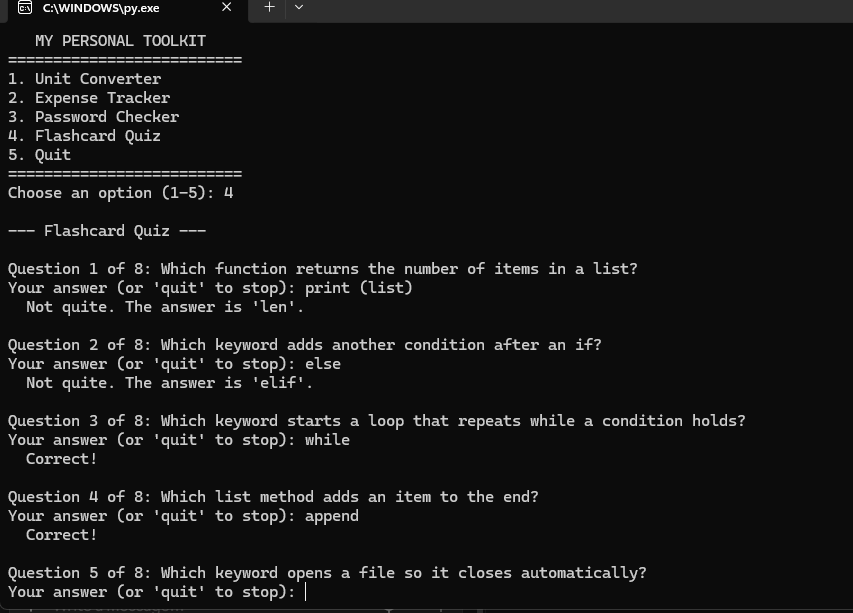 C:\WINDOWS\py.exe
MY PERSONAL TOOLKIT
==========================
1. Unit Converter
2. Expense Tracker
3. Password Checker
4. Flashcard Quiz
5. Quit
==========================
Choose an option (1-5): 4
--- Flashcard Quiz ---
Question 1 of 8: Which function returns the number of items in a list?
Your answer (or 'quit' to stop): print (list)
Not quite. The answer is 'len'.
Question 2 of 8: Which keyword adds another condition after an if?
Your answer (or 'quit' to stop): else
Not quite. The answer is 'elif'.
Question 3 of 8: Which keyword starts a loop that repeats while a condition holds?
Your answer (or 'quit' to stop): while
Correct!
Question 4 of 8: Which list method adds an item to the end?
Your answer (or 'quit' to stop): append
Correct!
Question 5 of 8: Which keyword opens a file so it closes automatically?
Your answer (or 'quit' to stop):